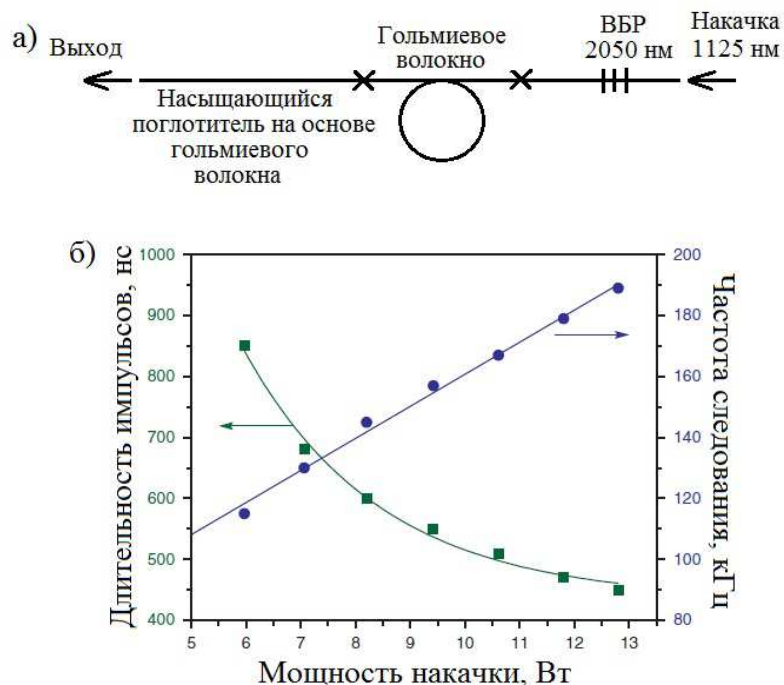 а)
Выход
Гольмиевое
волокно
ВБР
2050 нм
Накачка
1125 нм
Насыщающийся
поглотитель на основе
гольмиевого
волокна
б)
Длительность импульсов, нс
1000
900
800
700
600
500
400
200
180
160
140
120
100
80
Частота следования, кГц
5 6 7 8 9 10 11 12 13
Мощность накачки, Вт